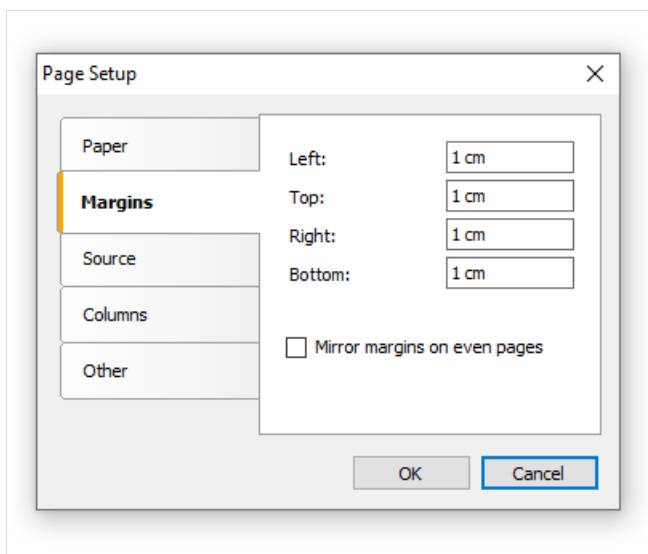 Page Setup
Paper
Margins
Source
Columns
Other
Left: 1 cm
Top: 1 cm
Right: 1 cm
Bottom: 1 cm
Mirror margins on even pages
OK Cancel